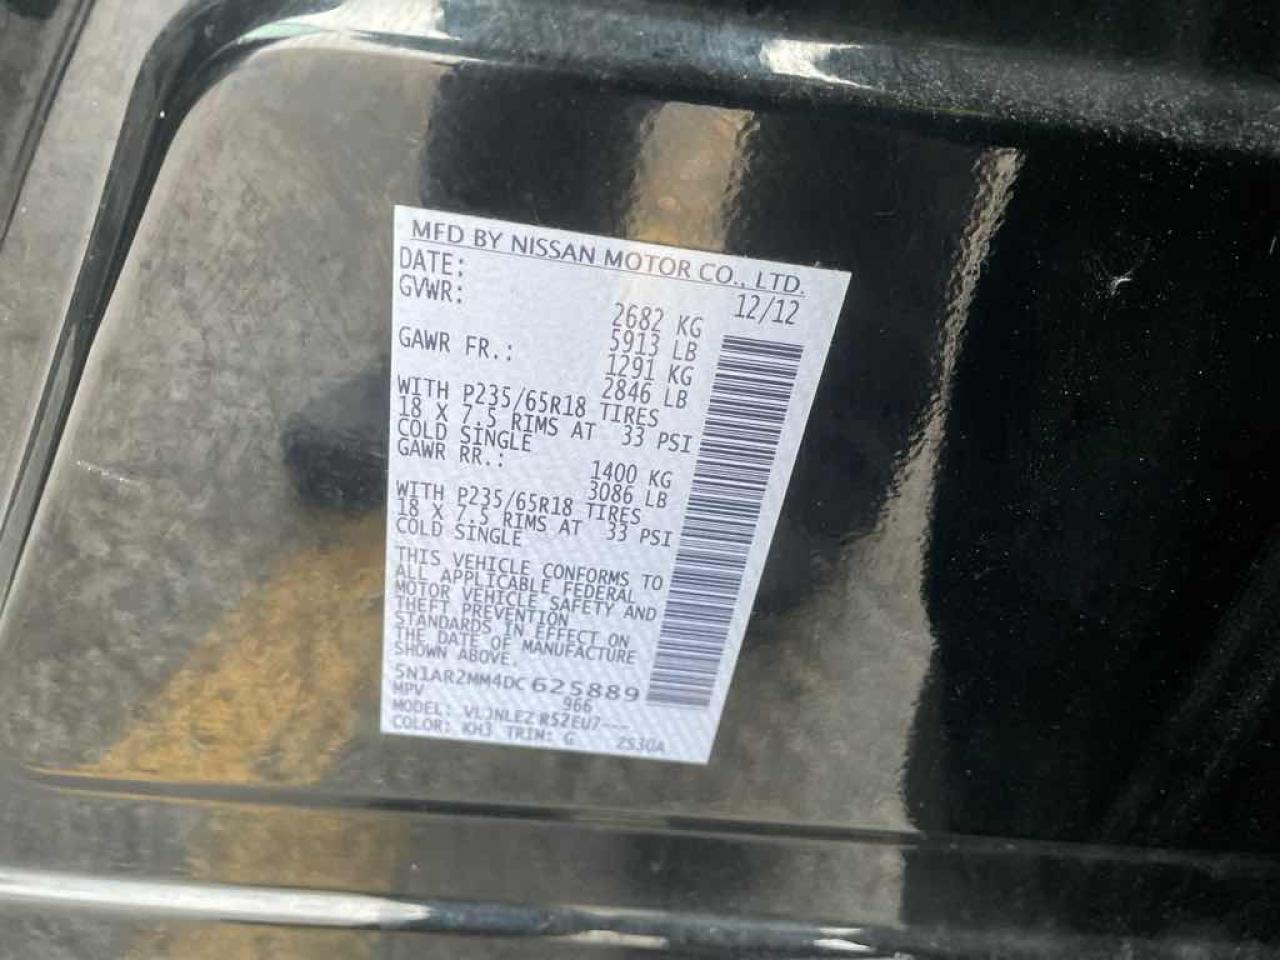 MFD BY NISSAN MOTOR CO., LTD.
DATE: 12/12
GVWR: 2682 KG
5913 LB
GAWR FR.: 1291 KG
2846 LB
WITH P235/65R18 TIRES
18 X 7.5 RIMS AT 33 PSI
COLD SINGLE
GAWR RR.: 1400 KG
3086 LB
WITH P235/65R18 TIRES
18 X 7.5 RIMS AT 33 PSI
COLD SINGLE
THIS VEHICLE CONFORMS TO
ALL APPLICABLE FEDERAL
MOTOR VEHICLE SAFETY AND
THEFT PREVENTION
STANDARDS IN EFFECT ON
THE DATE OF MANUFACTURE
SHOWN ABOVE.
5N1AR2MM4DC625889
MPV 966
MODEL:
COLOR: KH3 TRIM: G ZS30A